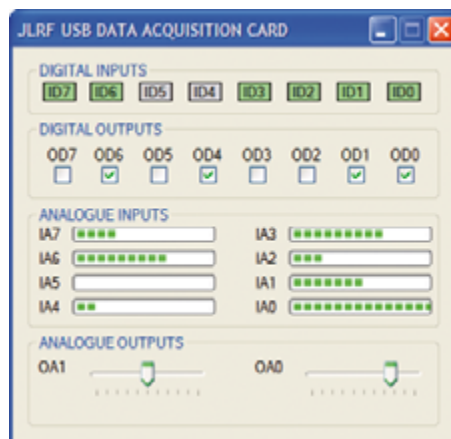 JLRF USB DATA ACQUISITION CARD
DIGITAL INPUTS
ID7 ID6 ID5 ID4 ID3 ID2 ID1 ID0
DIGITAL OUTPUTS
OD7 OD6 OD5 OD4 OD3 OD2 OD1 OD0
ANALOGUE INPUTS
IA7 IA3
IA6 IA2
IA5 IA1
IA4 IA0
ANALOGUE OUTPUTS
OA1 OA0